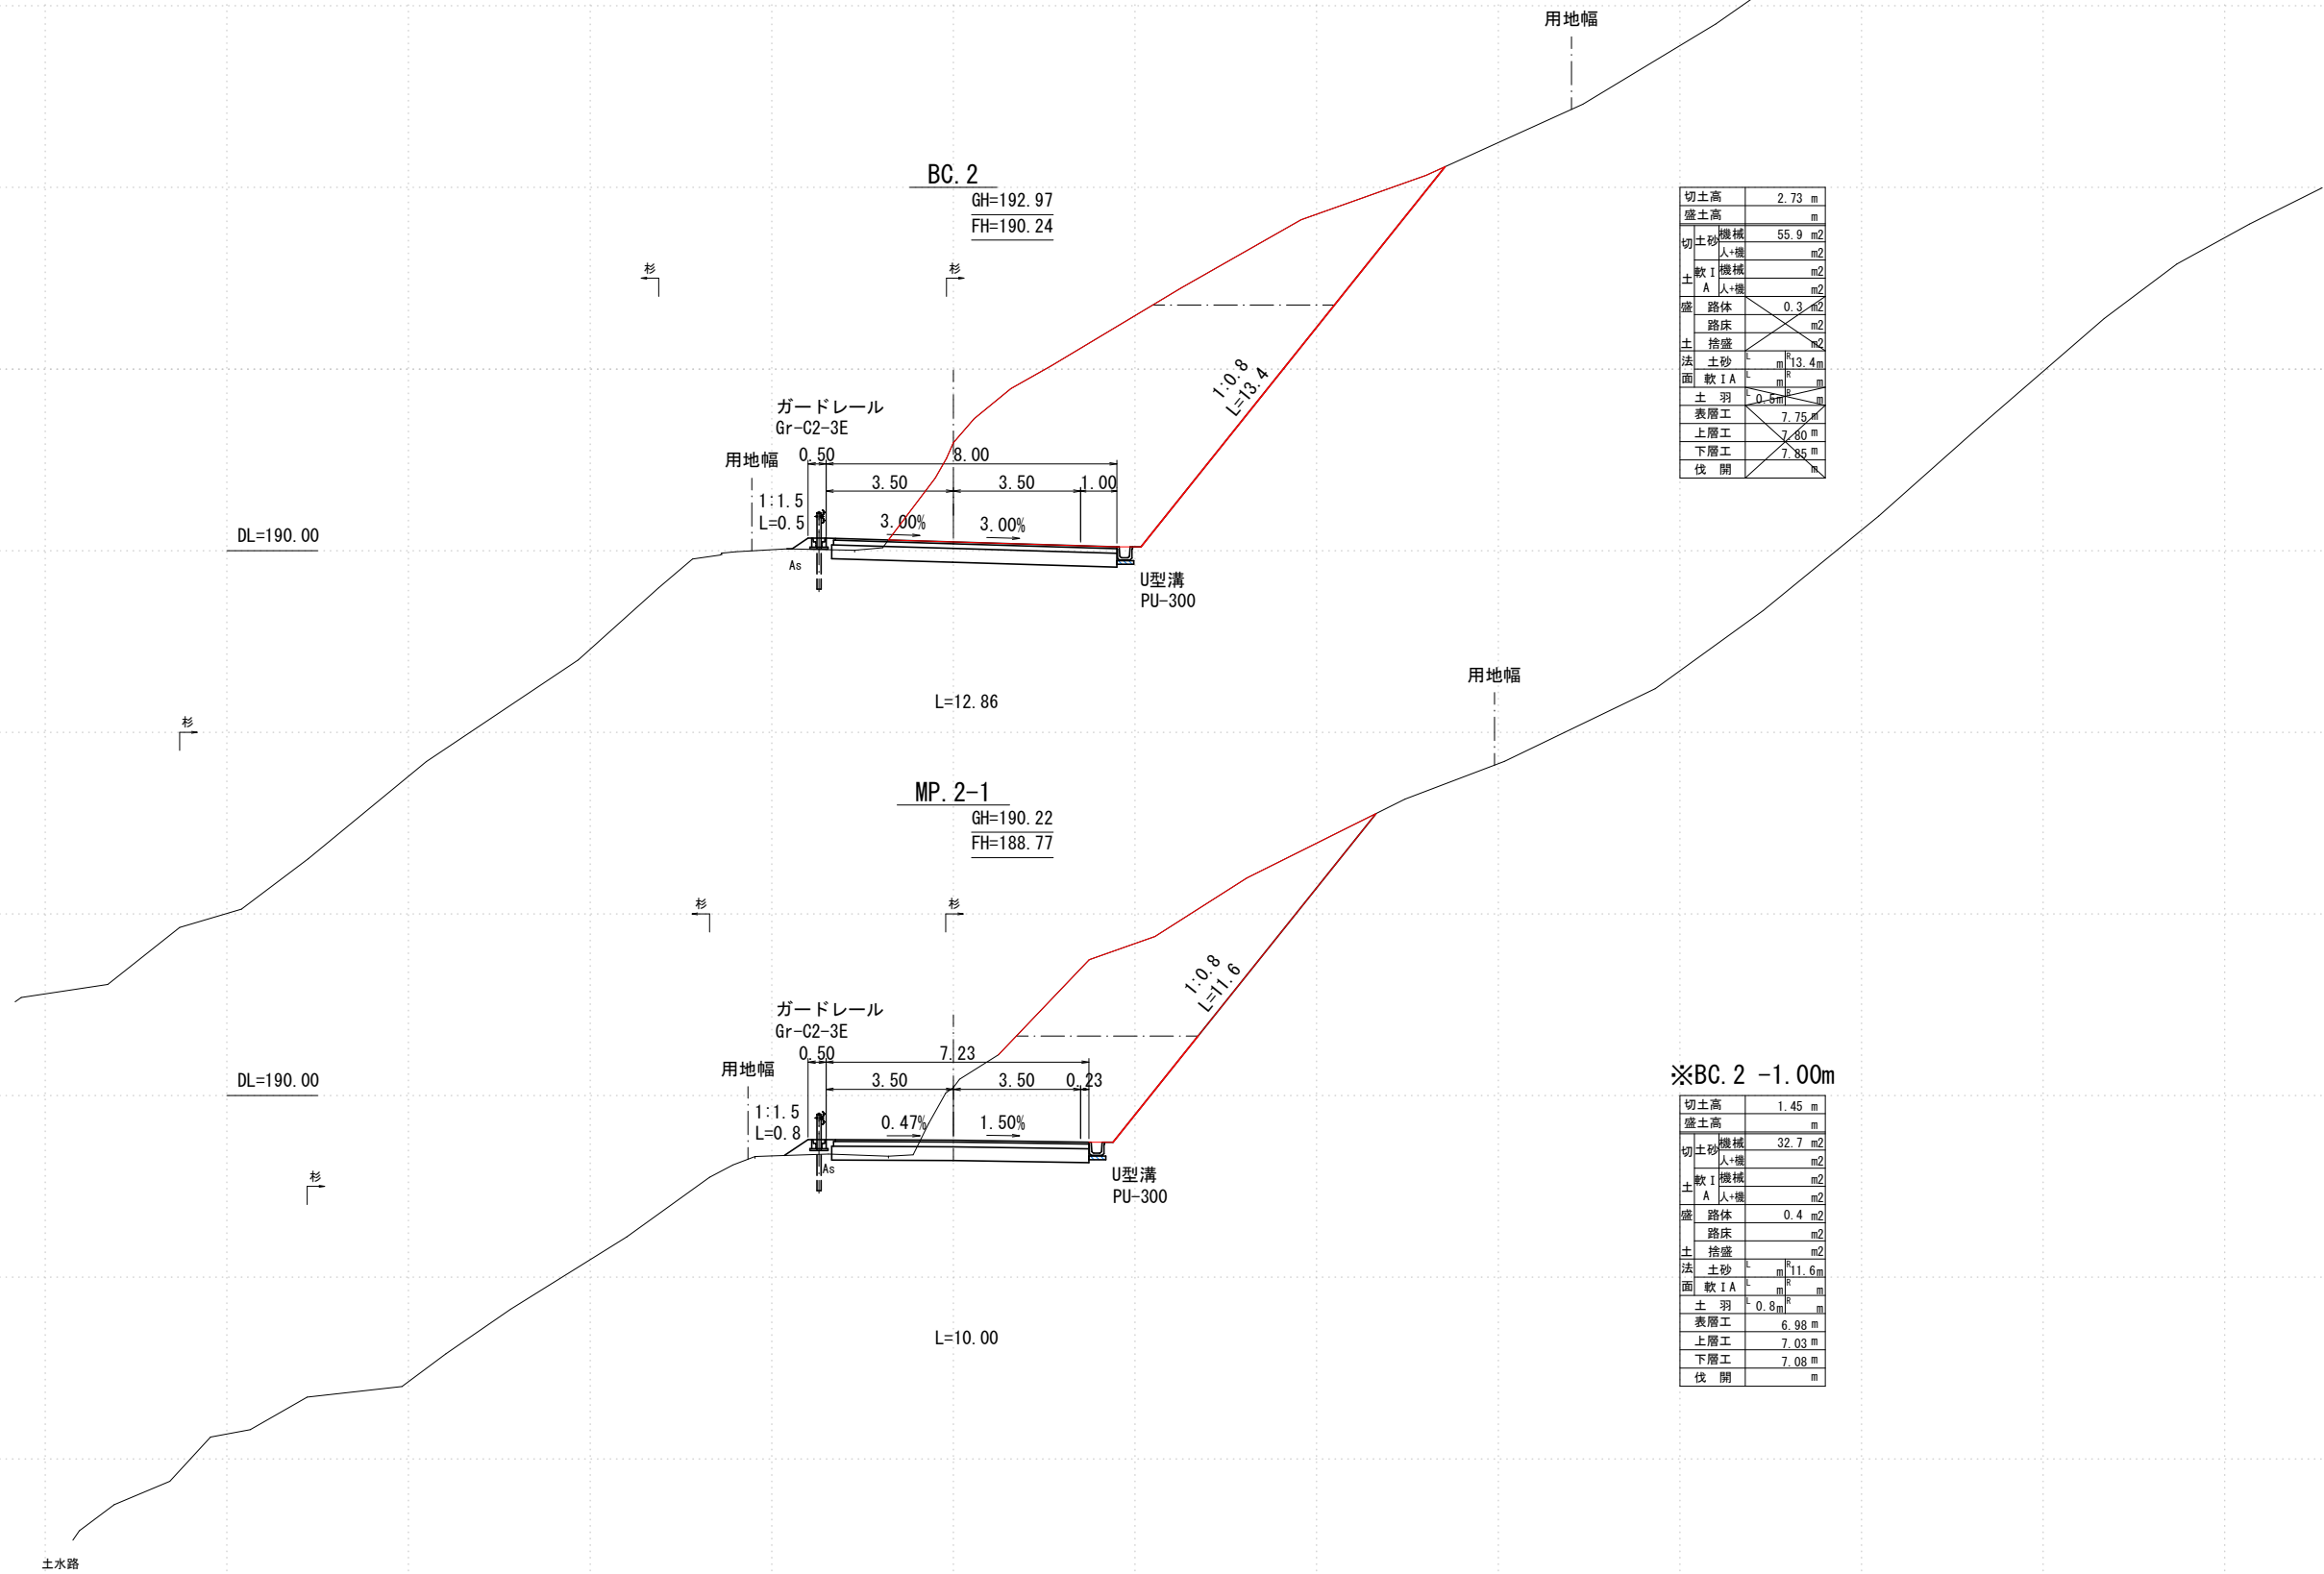 用地幅
BC.2
GH=192.97
FH=190.24
杉
杉
1:0.8
L=13.4
ガードレール
Gr-C2-3E
用地幅
0.50
8.00
3.50
3.50
1.00
1:1.5
L=0.5
3.00%
3.00%
DL=190.00
As
U型溝
PU-300
切土高 2.73 m
盛土高 m
切土 土砂 機械 55.9 m2
人+機 m2
軟ⅠA 機械 m2
人+機 m2
盛土 路体 0.3 m2
路床 m2
捨盛 m2
法面 土砂 L m R 13.4m
軟ⅠA L m R m
土 羽 L 0.5m R m
表層工 7.75 m
上層工 7.80 m
下層工 7.85 m
伐 開 m
L=12.86
杉
用地幅
MP.2-1
GH=190.22
FH=188.77
杉
杉
1:0.8
L=11.6
ガードレール
Gr-C2-3E
用地幅
0.50
7.23
3.50
3.50
0.23
1:1.5
L=0.8
0.47%
1.50%
DL=190.00
As
U型溝
PU-300
杉
※BC.2 -1.00m
切土高 1.45 m
盛土高 m
切土 土砂 機械 32.7 m2
人+機 m2
軟ⅠA 機械 m2
人+機 m2
盛土 路体 0.4 m2
路床 m2
捨盛 m2
法面 土砂 L m R 11.6m
軟ⅠA L m R m
土 羽 L 0.8m R m
表層工 6.98 m
上層工 7.03 m
下層工 7.08 m
伐 開 m
L=10.00
土水路